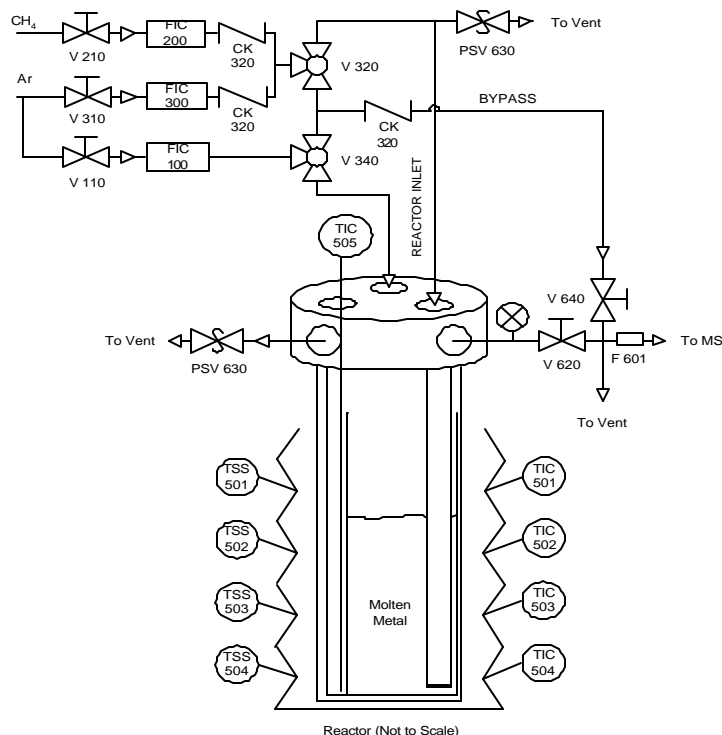 CH4
V 210
FIC
200
CK
320
V 320
PSV 630
To Vent
Ar
V 310
FIC
300
CK
320
CK
320
BYPASS
V 110
FIC
100
V 340
REACTOR INLET
TIC
505
V 640
To Vent
PSV 630
V 620
F 601
To MS
To Vent
TSS
501
TIC
501
TSS
502
TIC
502
TSS
503
TIC
503
TSS
504
TIC
504
Molten
Metal
Reactor (Not to Scale)